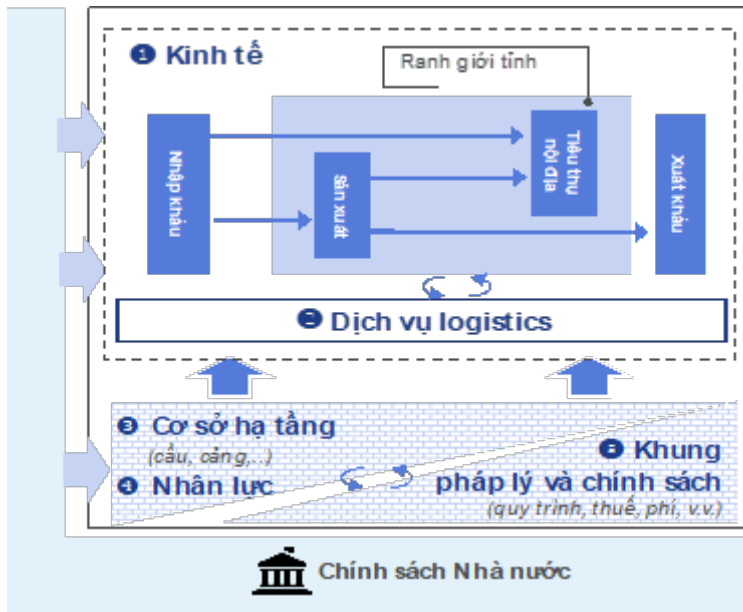 ❶ Kinh tế
Ranh giới tỉnh
Nhập khẩu
sản xuất
Tiêu thụ
nội địa
Xuất khẩu
❷ Dịch vụ logistics
❸ Cơ sở hạ tầng
(cầu, cảng,..)
❹ Nhân lực
❺ Khung
pháp lý và chính sách
(quy trình, thuế, phí, v.v.)
Chính sách Nhà nước